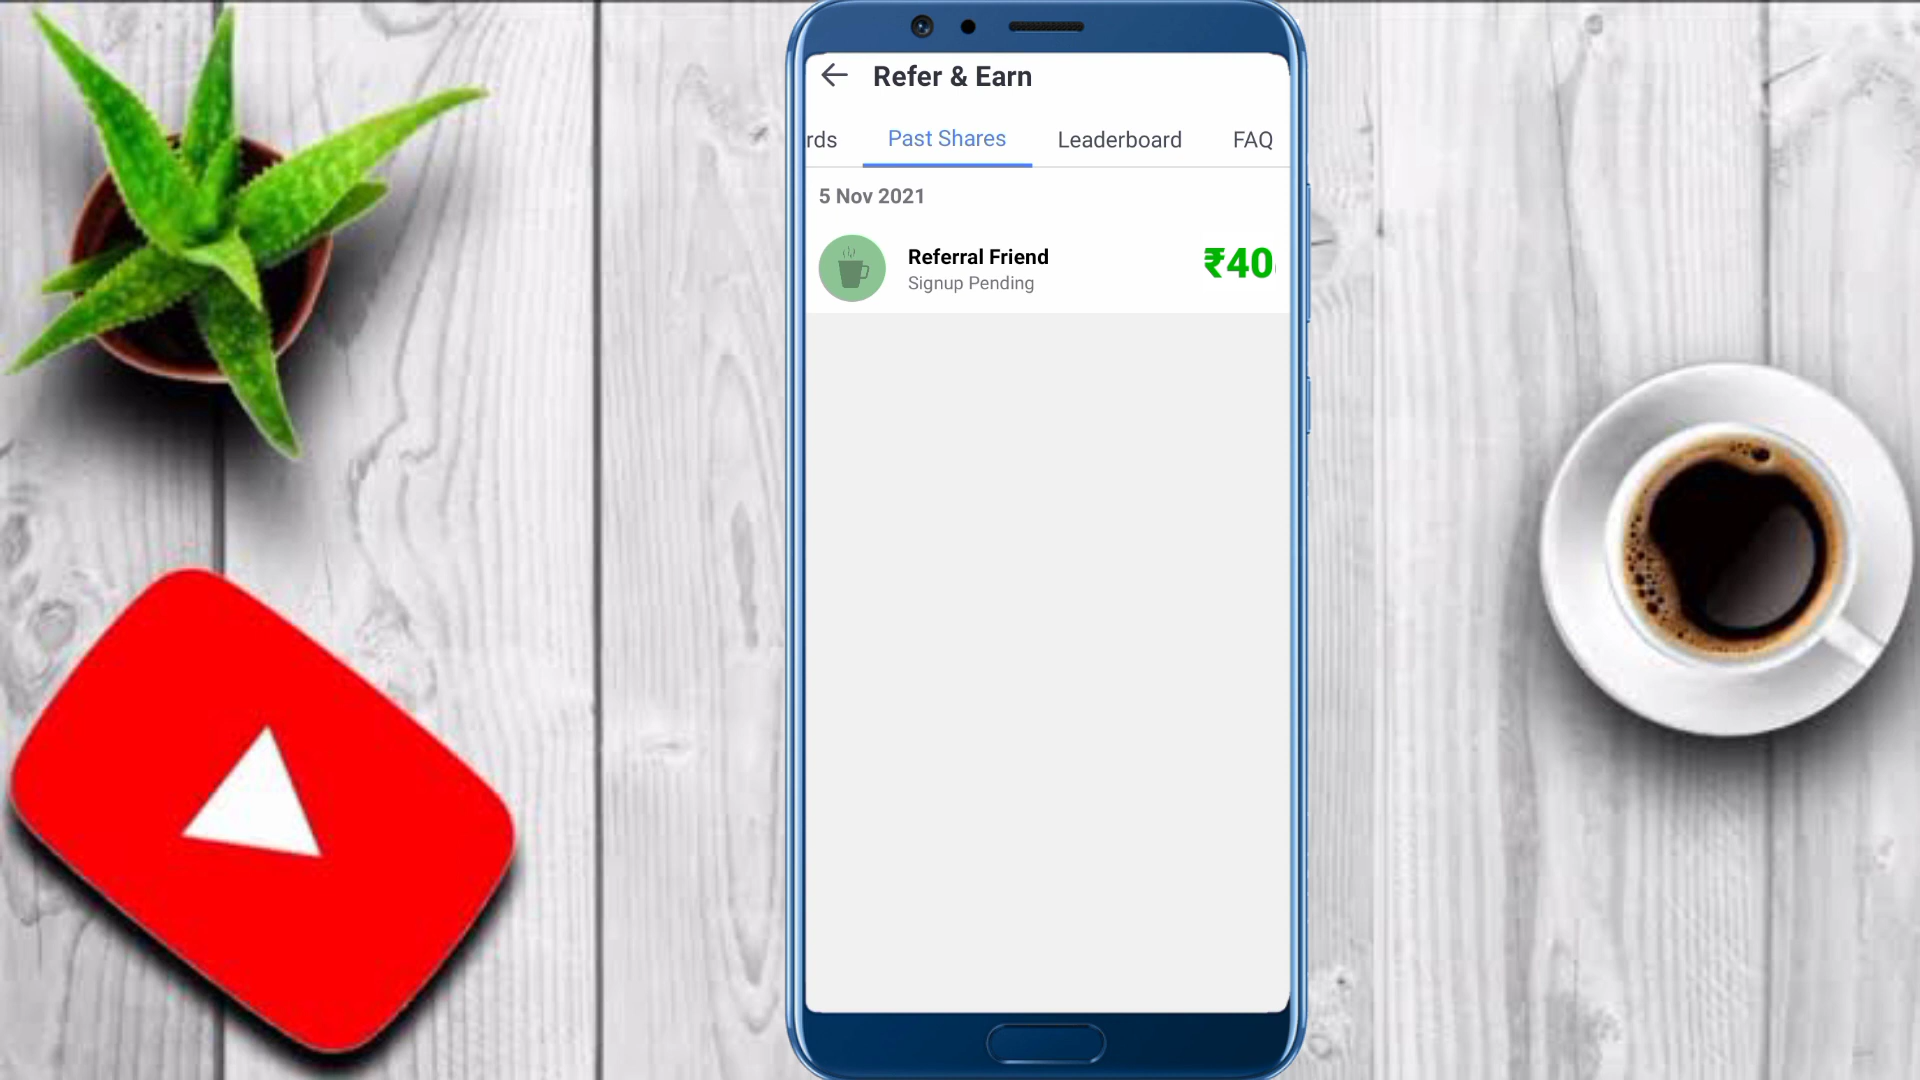 Refer & Earn
rds Past Shares Leaderboard FAQ
5 Nov 2021
Referral Friend ₹40
Signup Pending